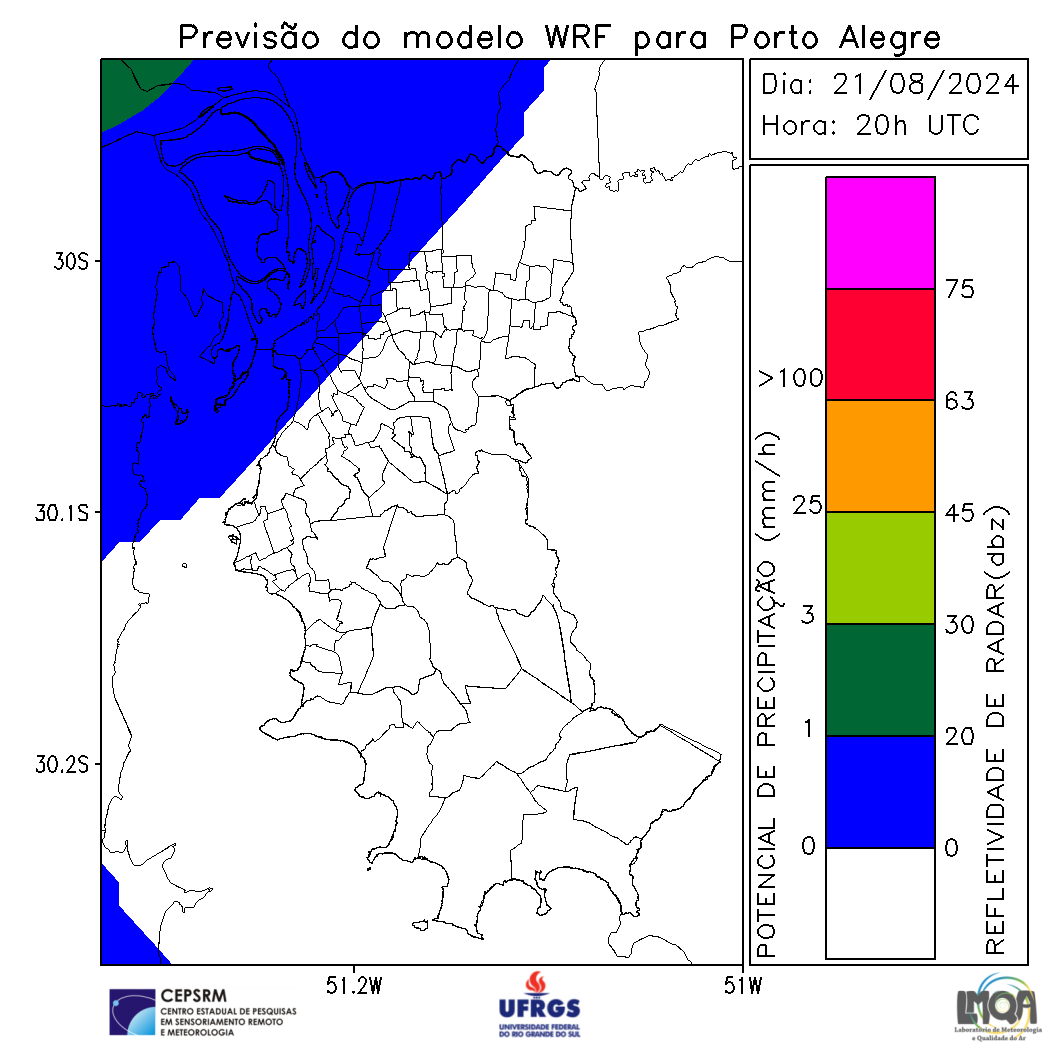 Previsão do modelo WRF para Porto Alegre
Dia: 21/08/2024
Hora: 20h UTC
30S
30.1S
30.2S
51.2W
51W
POTENCIAL DE PRECIPITAÇÃO (mm/h)
>100
25
3
1
0
75
63
45
30
20
0
REFLETIVIDADE DE RADAR(dbz)
CEPSRM
CENTRO ESTADUAL DE PESQUISAS
EM SENSORIAMENTO REMOTO
E METEOROLOGIA
UFRGS
UNIVERSIDADE FEDERAL
DO RIO GRANDE DO SUL
LMQA
Laboratório de Meteorologia
e Qualidade do Ar